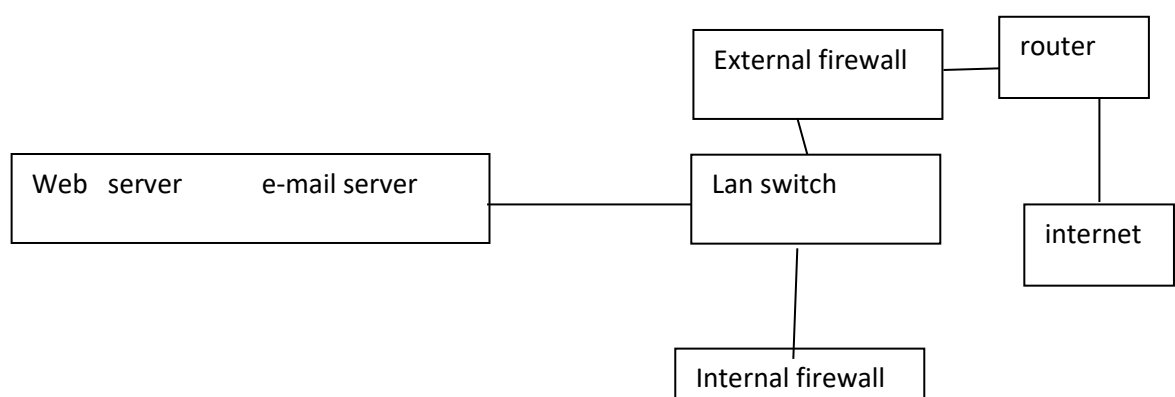 router
External firewall
Web server e-mail server
Lan switch
internet
Internal firewall